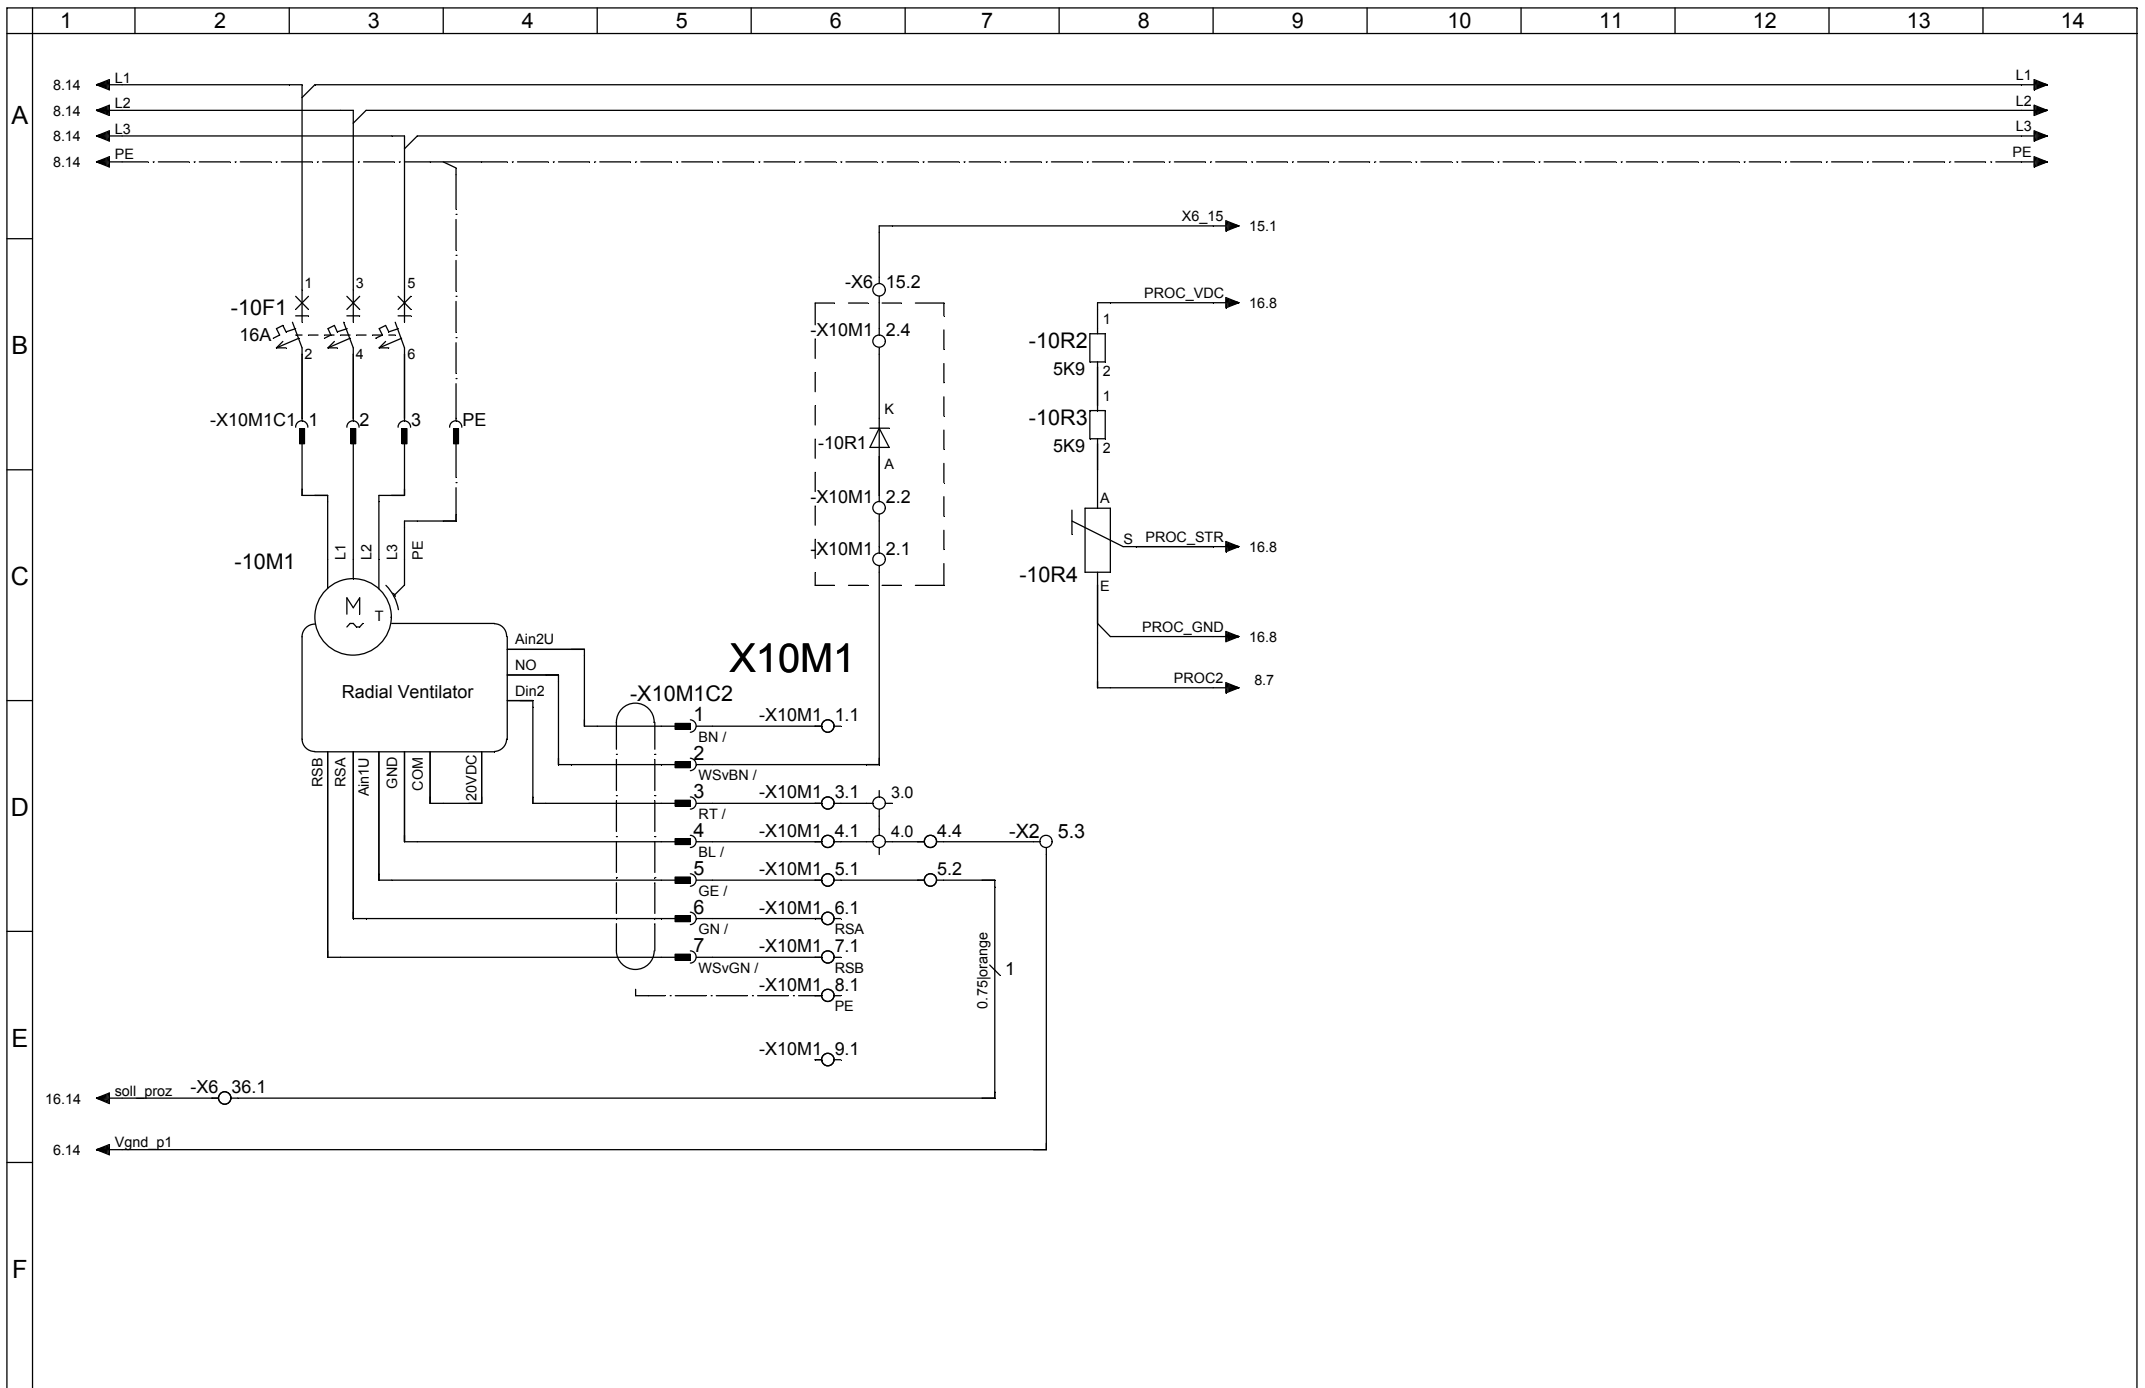 1 2 3 4 5 6 7 8 9 10 11 12 13 14
A
8.14 L1 L1
8.14 L2 L2
8.14 L3 L3
8.14 PE PE
X6_15 15.1
B
-10F1
16A
1 3 5
2 4 6
-X6 15.2
-X10M1 2.4
K
-10R1
A
PROC_VDC 16.8
1
-10R2
5K9
2
1
-10R3
5K9
2
-X10M1C1 1 2 3 PE
C
-X10M1 2.2
-X10M1 2.1
A
S PROC_STR 16.8
-10R4
E
PROC_GND 16.8
PROC2 8.7
-10M1
L1
L2
L3
PE
M
~
T
Radial Ventilator
Ain2U
NO
Din2
X10M1
-X10M1C2
D
RSB
RSA
Ain1U
GND
COM
20VDC
1 -X10M1 1.1
BN /
2
WSvBN /
3 -X10M1 3.1 3.0
RT /
4 -X10M1 4.1 4.0 4.4 -X2 5.3
BL /
5 -X10M1 5.1 5.2
GE /
6 -X10M1 6.1
GN / RSA
E
7 -X10M1 7.1
WSvGN / RSB
-X10M1 8.1
PE
0.75|orange
1
-X10M1 9.1
16.14 soll_proz -X6 36.1
6.14 Vgnd_p1
F